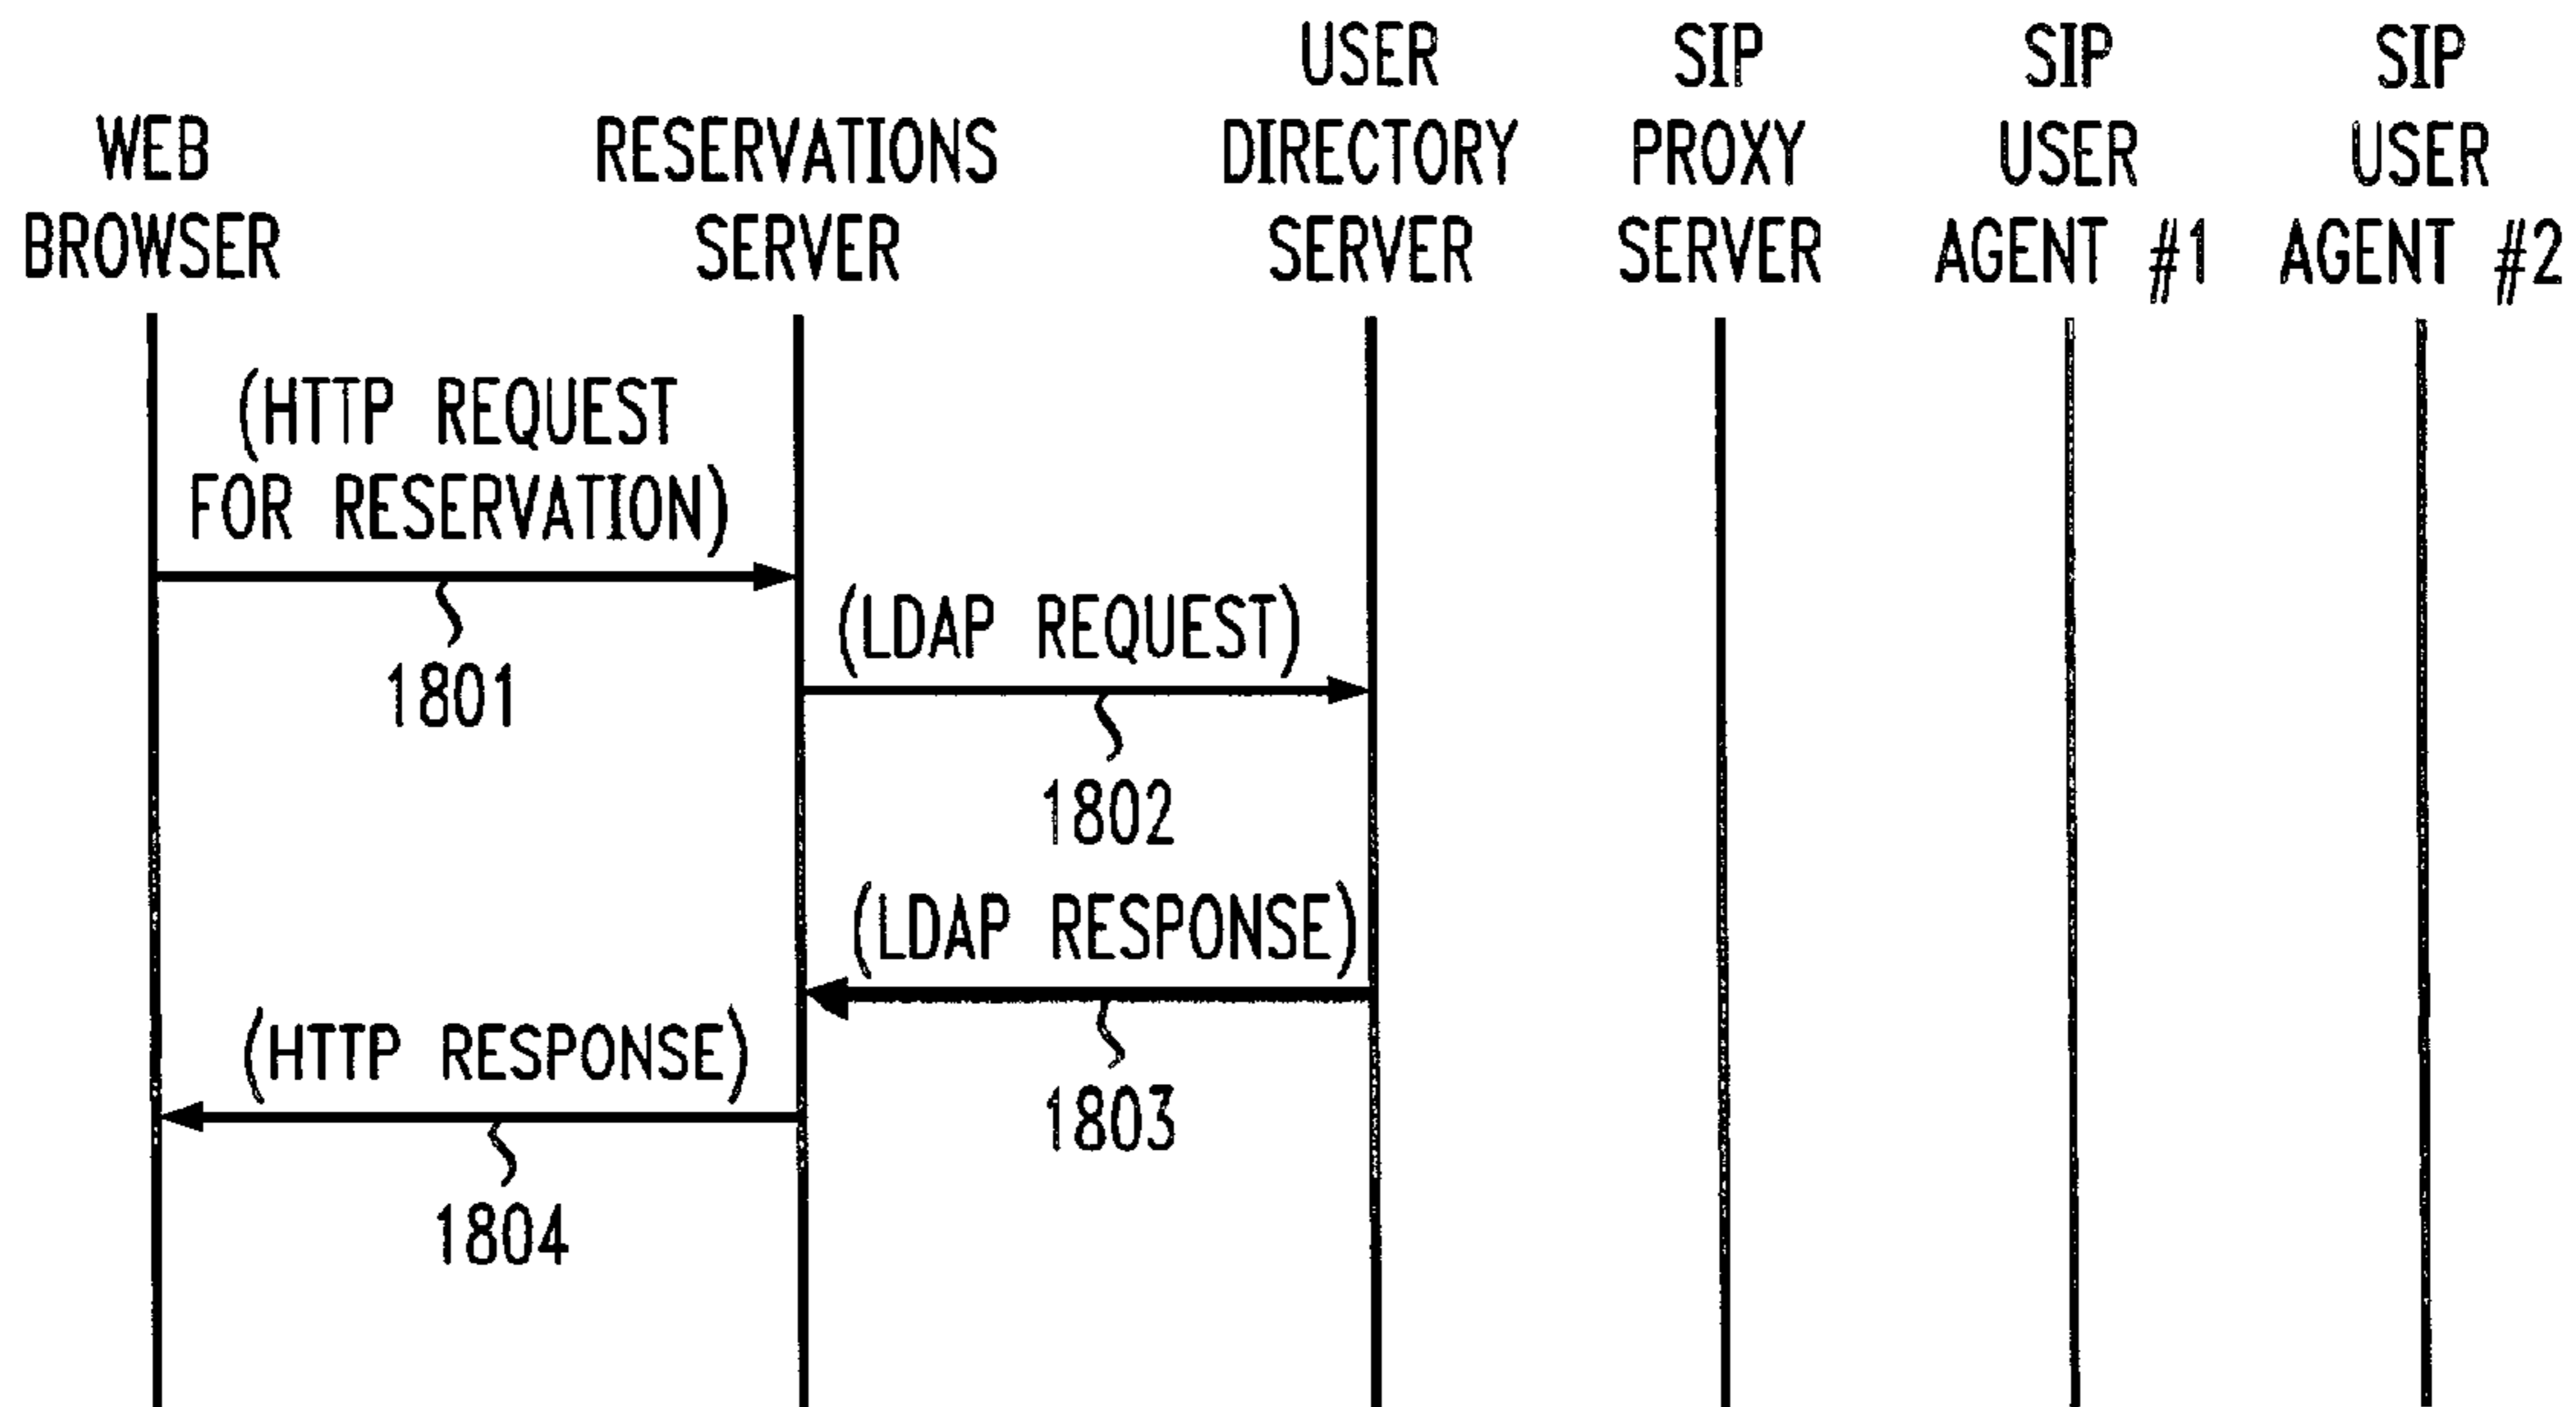 WEB
BROWSER
RESERVATIONS
SERVER
USER
DIRECTORY
SERVER
SIP
PROXY
SERVER
SIP
USER
AGENT #1
SIP
USER
AGENT #2
(HTTP REQUEST
FOR RESERVATION)
1801
(LDAP REQUEST)
1802
(LDAP RESPONSE)
1803
(HTTP RESPONSE)
1804